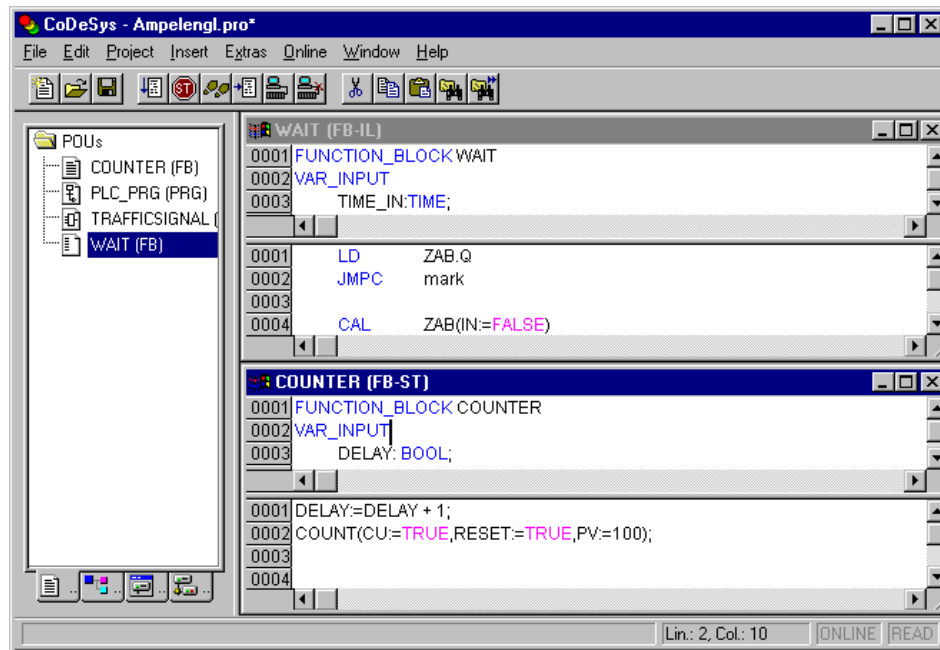 CoDeSys - Ampelengl.pro*
File Edit Project Insert Extras Online Window Help
ST
POUs
COUNTER (FB)
PLC_PRG (PRG)
TRAFFICSIGNAL (
WAIT (FB)
WAIT (FB-IL)
0001 FUNCTION_BLOCK WAIT
0002 VAR_INPUT
0003 TIME_IN:TIME;
0001 LD ZAB.Q
0002 JMPC mark
0003
0004 CAL ZAB(IN:=FALSE)
COUNTER (FB-ST)
0001 FUNCTION_BLOCK COUNTER
0002 VAR_INPUT
0003 DELAY: BOOL;
0001 DELAY:=DELAY + 1;
0002 COUNT(CU:=TRUE,RESET:=TRUE,PV:=100);
0003
0004
.. .. .. ..
Lin.: 2, Col.: 10 ONLINE READ